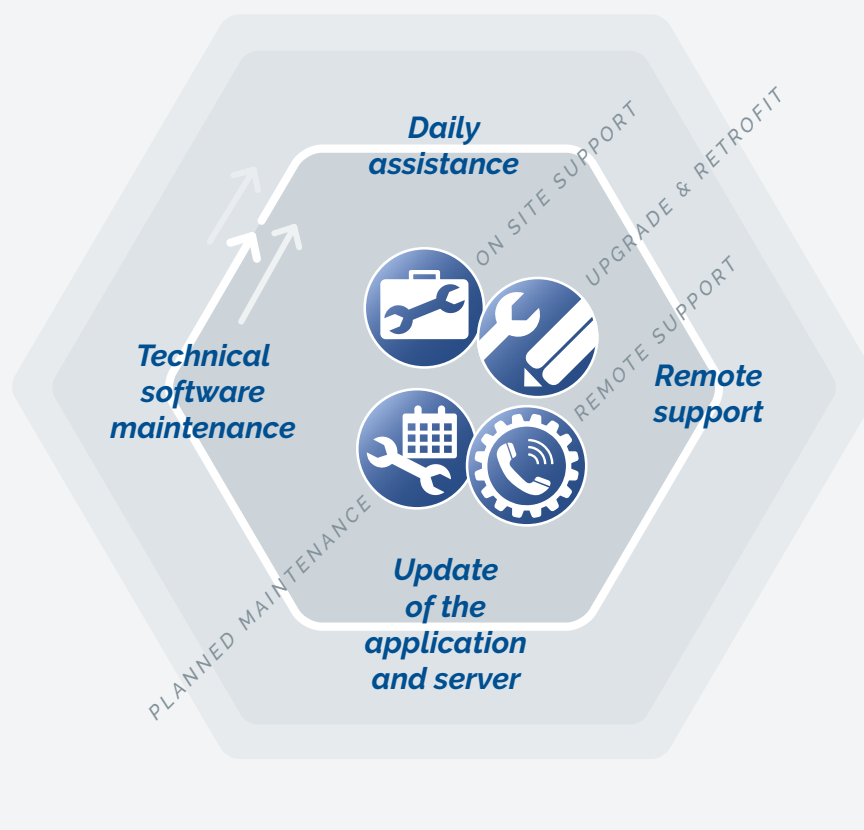 Daily
assistance
ON SITE SUPPORT
UPGRADE & RETROFIT
REMOTE SUPPORT
Technical
software
maintenance
Remote
support
PLANNED MAINTENANCE
Update
of the
application
and server